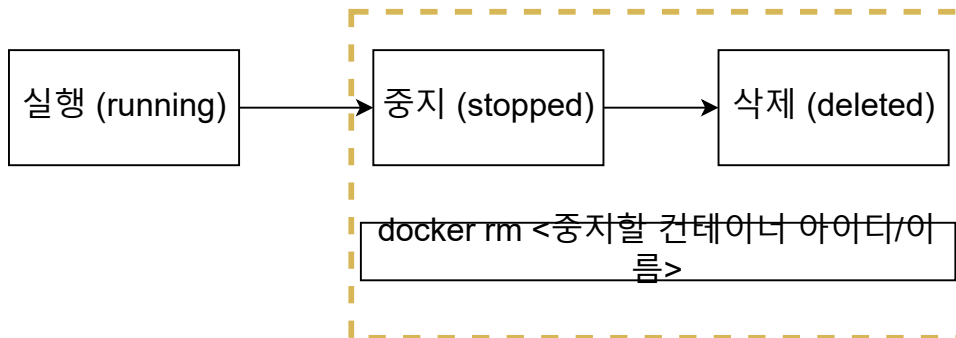 실행 (running)
중지 (stopped)
삭제 (deleted)
docker rm <중지할 컨테이너 아이디/이
름>